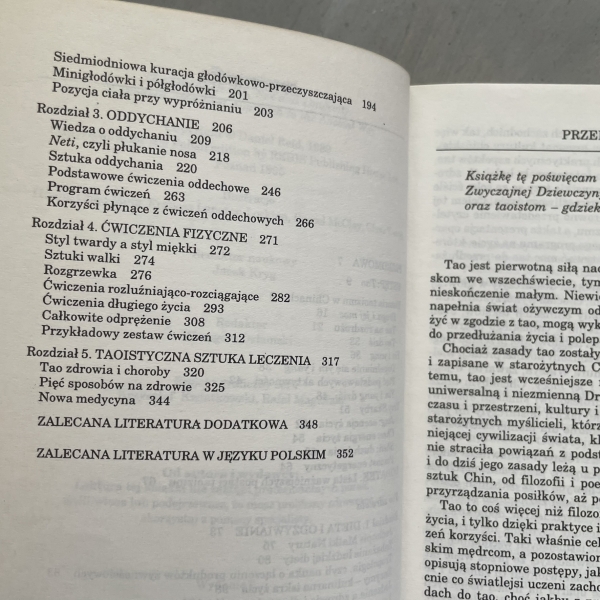 Siedmiodniowa kuracja głodówkowo-przeczyszczająca 194
Minigłodówki i półgłodówki 201
Pozycja ciała przy wypróżnianiu 203
Rozdział 3. ODDYCHANIE 206
Wiedza o oddychaniu 209
Neti, czyli płukanie nosa 218
Sztuka oddychania 220
Podstawowe ćwiczenia oddechowe 246
Program ćwiczeń 263
Korzyści płynące z ćwiczeń oddechowych 266
Rozdział 4. ĆWICZENIA FIZYCZNE 271
Styl twardy a styl miękki 272
Sztuki walki 274
Rozgrzewka 276
Ćwiczenia rozluźniająco-rozciągające 282
Ćwiczenia długiego życia 293
Całkowite odprężenie 308
Przykładowy zestaw ćwiczeń 312
Rozdział 5. TAOISTYCZNA SZTUKA LECZENIA 317
Tao zdrowia i choroby 320
Pięć sposobów na zdrowie 325
Nowa medycyna 344
ZALECANA LITERATURA DODATKOWA 348
ZALECANA LITERATURA W JĘZYKU POLSKIM 352
PRZE
Książkę tę poświęcam
Zwyczajnej Dziewczyn
oraz taoistom – gdziek
Tao jest pierwotną siłą na
skom we wszechświecie, tym
nieskończenie małym. Niewi
napełnia świat ożywczym od
żyć w zgodzie z tao, mogą wyk
do przedłużania życia i polep
Chociaż zasady tao zostały
i zapisane w starożytnych C
temu, tao jest wcześniejsze
uniwersalną i niezmienną Dr
czasu i przestrzeni, kultury i
starożytnych myślicieli, którz
niejącej cywilizacji świata, kl
nie straciła powiązań z podst
i do dziś jego zasady leżą u p
sztuk Chin, od filozofii i poe
przyrządzania posiłków, aż po
Tao to coś więcej niż filozo
życia, i tylko dzięki praktyce i
zeń korzyści. Taki właśnie cel
skim mędrcom, a pozostawion
opisują stopniowe postępy, jak
cnie co światlejsi uczeni zacho